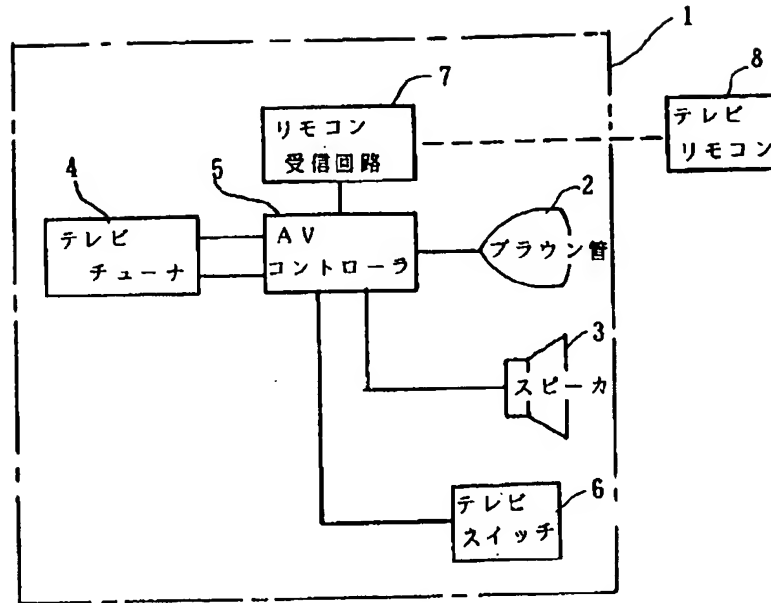 1
7
8
リモコン
受信回路
テレビ
リモコン
4
5
2
テレビ
チューナ
AV
コントローラ
ブラウン管
3
スピーカ
6
テレビ
スイッチ